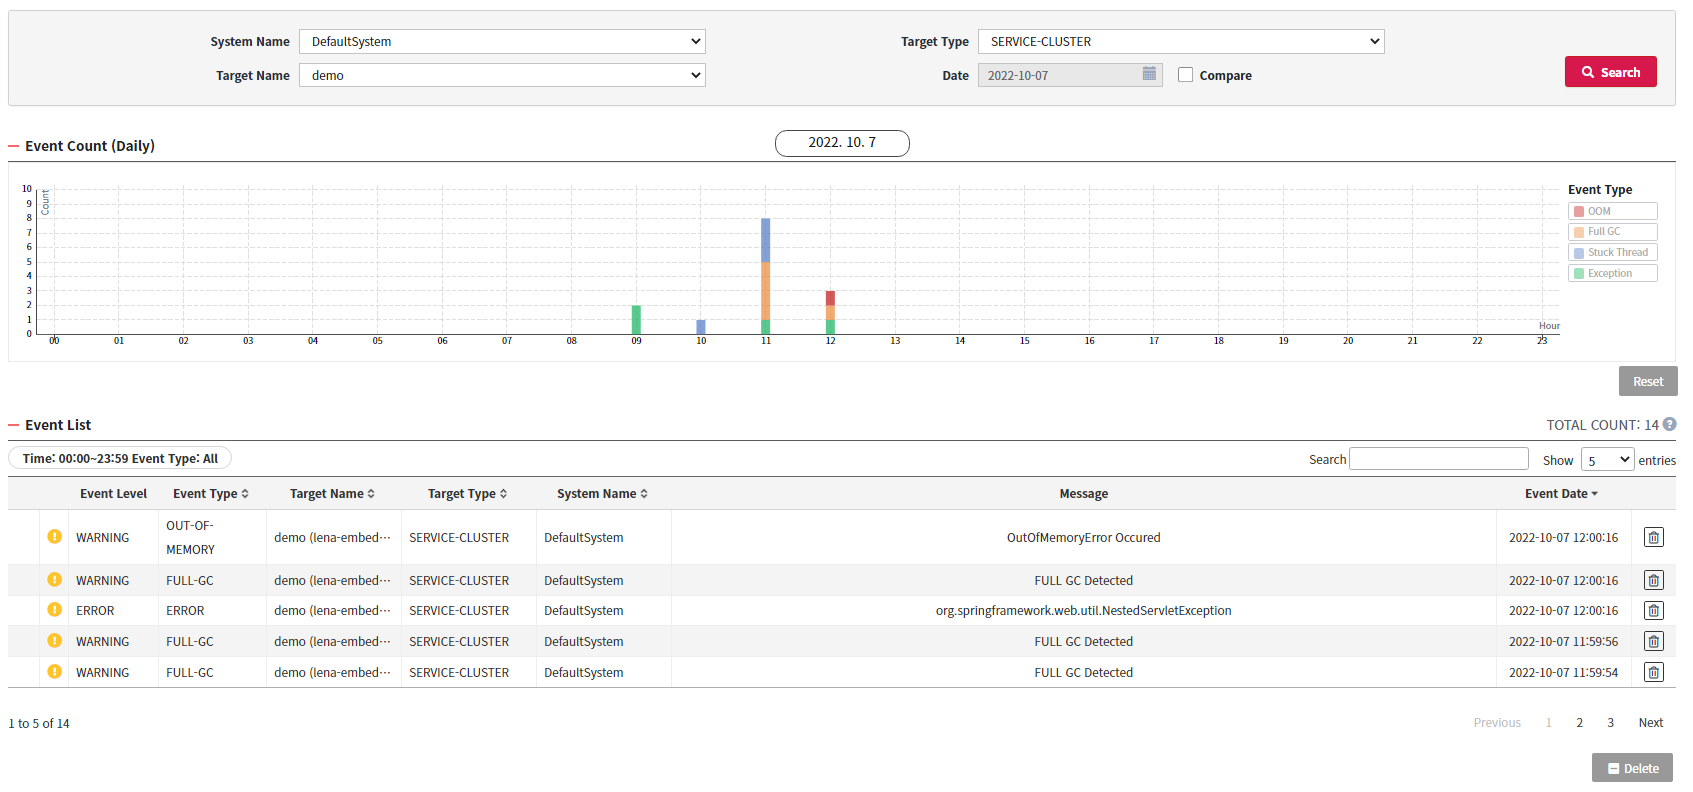 System Name DefaultSystem Target Type SERVICE-CLUSTER
Target Name demo Date 2022-10-07 Compare Search
Event Count (Daily) 2022. 10. 7
Count
10
9
8
7
6
5
4
3
2
1
0
00 01 02 03 04 05 06 07 08 09 10 11 12 13 14 15 16 17 18 19 20 21 22 23
Hour
Event Type
OOM
Full GC
Stuck Thread
Exception
Reset
Event List TOTAL COUNT: 14 ?
Time: 00:00~23:59 Event Type: All Search Show 5 entries
Event Level Event Type Target Name Target Type System Name Message Event Date
WARNING OUT-OF-MEMORY demo (lena-embed··· SERVICE-CLUSTER DefaultSystem OutOfMemoryError Occured 2022-10-07 12:00:16
WARNING FULL-GC demo (lena-embed··· SERVICE-CLUSTER DefaultSystem FULL GC Detected 2022-10-07 12:00:16
ERROR ERROR demo (lena-embed··· SERVICE-CLUSTER DefaultSystem org.springframework.web.util.NestedServletException 2022-10-07 12:00:16
WARNING FULL-GC demo (lena-embed··· SERVICE-CLUSTER DefaultSystem FULL GC Detected 2022-10-07 11:59:56
WARNING FULL-GC demo (lena-embed··· SERVICE-CLUSTER DefaultSystem FULL GC Detected 2022-10-07 11:59:54
1 to 5 of 14 Previous 1 2 3 Next
Delete